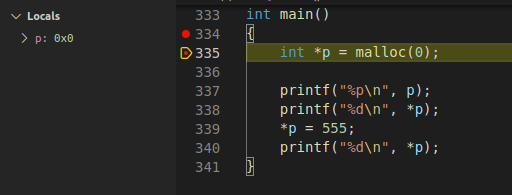 Locals
p: 0x0
333 int main()
334 {
335     int *p = malloc(0);
336
337     printf("%p\n", p);
338     printf("%d\n", *p);
339     *p = 555;
340     printf("%d\n", *p);
341 }